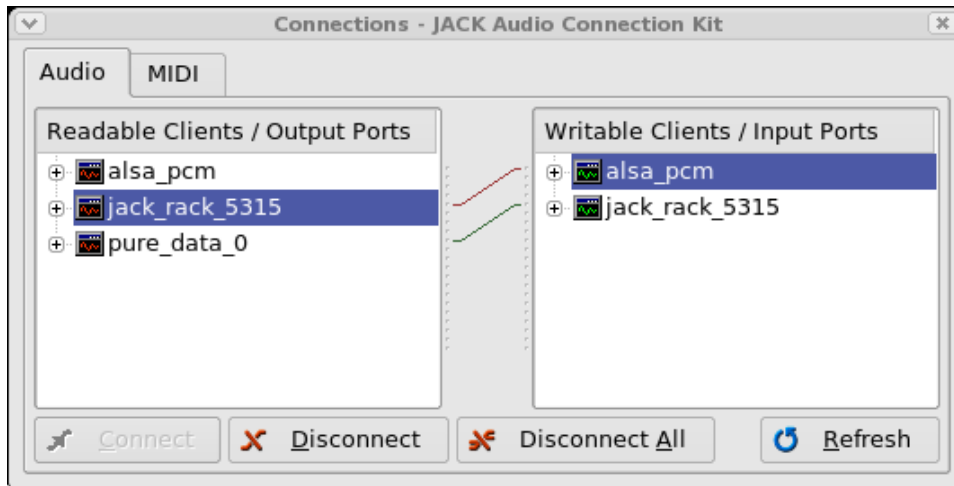 Connections - JACK Audio Connection Kit
Audio MIDI
Readable Clients / Output Ports
alsa_pcm
jack_rack_5315
pure_data_0
Writable Clients / Input Ports
alsa_pcm
jack_rack_5315
Connect Disconnect Disconnect All Refresh